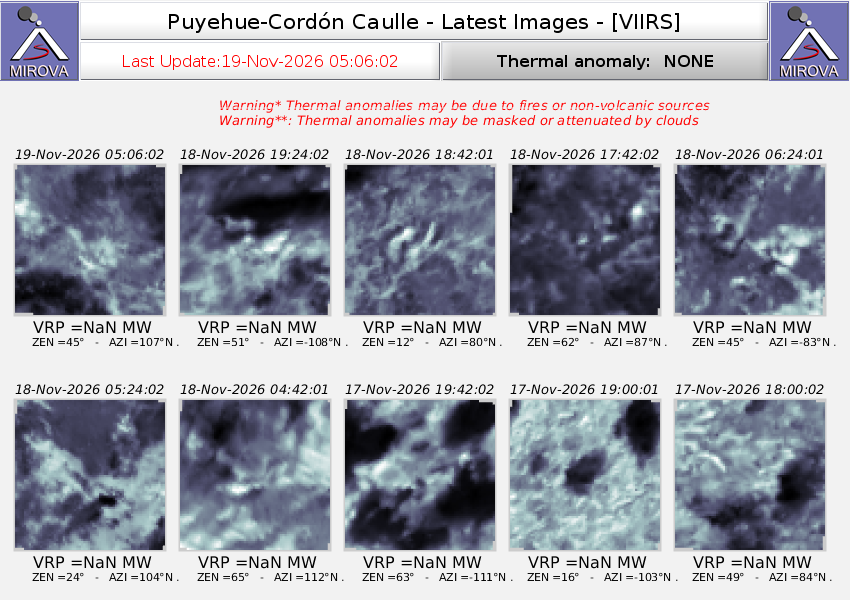 Puyehue-Cordón Caulle - Latest Images - [VIIRS]
MIROVA
MIROVA
Last Update:19-Nov-2026 05:06:02
Thermal anomaly: NONE
Warning* Thermal anomalies may be due to fires or non-volcanic sources
Warning**: Thermal anomalies may be masked or attenuated by clouds
19-Nov-2026 05:06:02 18-Nov-2026 19:24:02 18-Nov-2026 18:42:01 18-Nov-2026 17:42:02 18-Nov-2026 06:24:01
VRP =NaN MW VRP =NaN MW VRP =NaN MW VRP =NaN MW VRP =NaN MW
ZEN =45° - AZI =107°N . ZEN =51° - AZI =-108°N . ZEN =12° - AZI =80°N . ZEN =62° - AZI =87°N . ZEN =45° - AZI =-83°N .
18-Nov-2026 05:24:02 18-Nov-2026 04:42:01 17-Nov-2026 19:42:02 17-Nov-2026 19:00:01 17-Nov-2026 18:00:02
VRP =NaN MW VRP =NaN MW VRP =NaN MW VRP =NaN MW VRP =NaN MW
ZEN =24° - AZI =104°N . ZEN =65° - AZI =112°N . ZEN =63° - AZI =-111°N . ZEN =16° - AZI =-103°N . ZEN =49° - AZI =84°N .